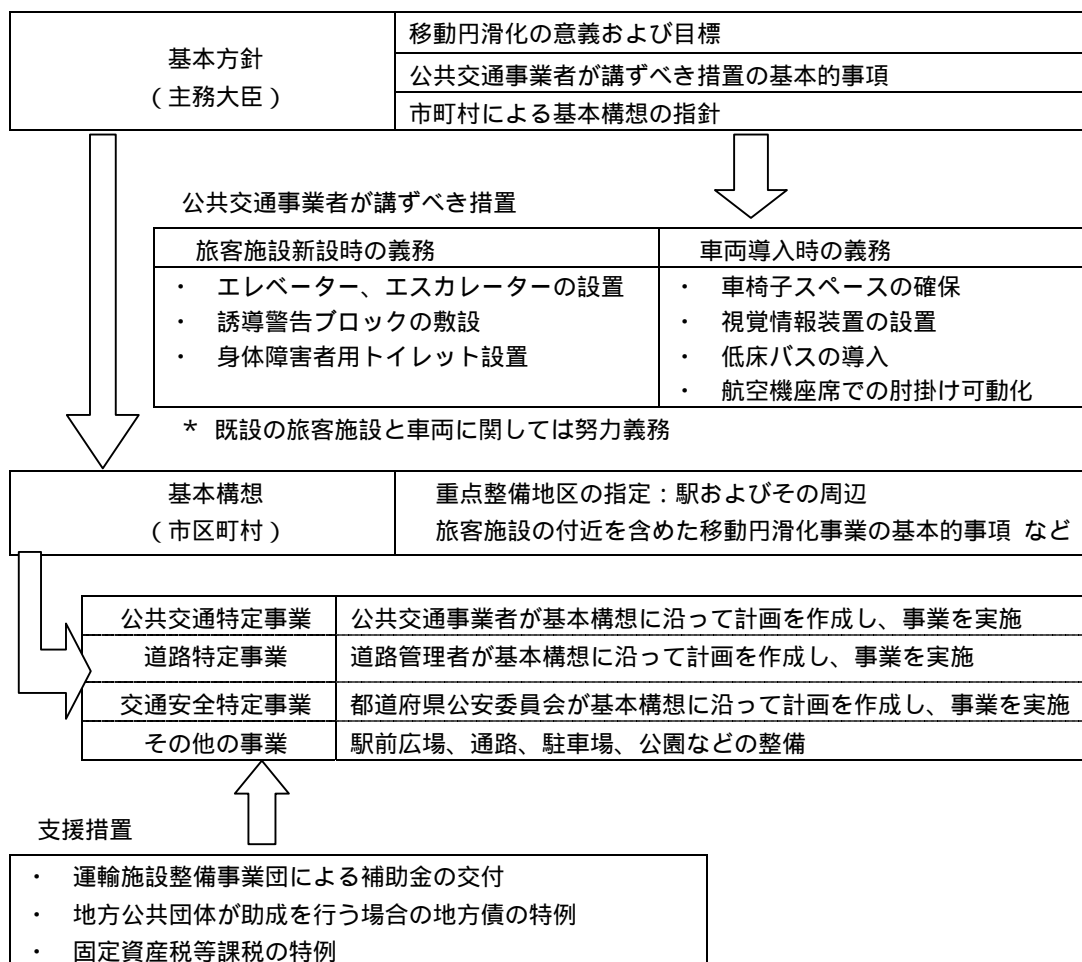 基本方針
(主務大臣)
移動円滑化の意義および目標
公共交通事業者が講ずべき措置の基本的事項
市町村による基本構想の指針
公共交通事業者が講ずべき措置
旅客施設新設時の義務
・ エレベーター、エスカレーターの設置
・ 誘導警告ブロックの敷設
・ 身体障害者用トイレット設置
車両導入時の義務
・ 車椅子スペースの確保
・ 視覚情報装置の設置
・ 低床バスの導入
・ 航空機座席での肘掛け可動化
* 既設の旅客施設と車両に関しては努力義務
基本構想
(市区町村)
重点整備地区の指定:駅およびその周辺
旅客施設の付近を含めた移動円滑化事業の基本的事項 など
公共交通特定事業 公共交通事業者が基本構想に沿って計画を作成し、事業を実施
道路特定事業 道路管理者が基本構想に沿って計画を作成し、事業を実施
交通安全特定事業 都道府県公安委員会が基本構想に沿って計画を作成し、事業を実施
その他の事業 駅前広場、通路、駐車場、公園などの整備
支援措置
・ 運輸施設整備事業団による補助金の交付
・ 地方公共団体が助成を行う場合の地方債の特例
・ 固定資産税等課税の特例